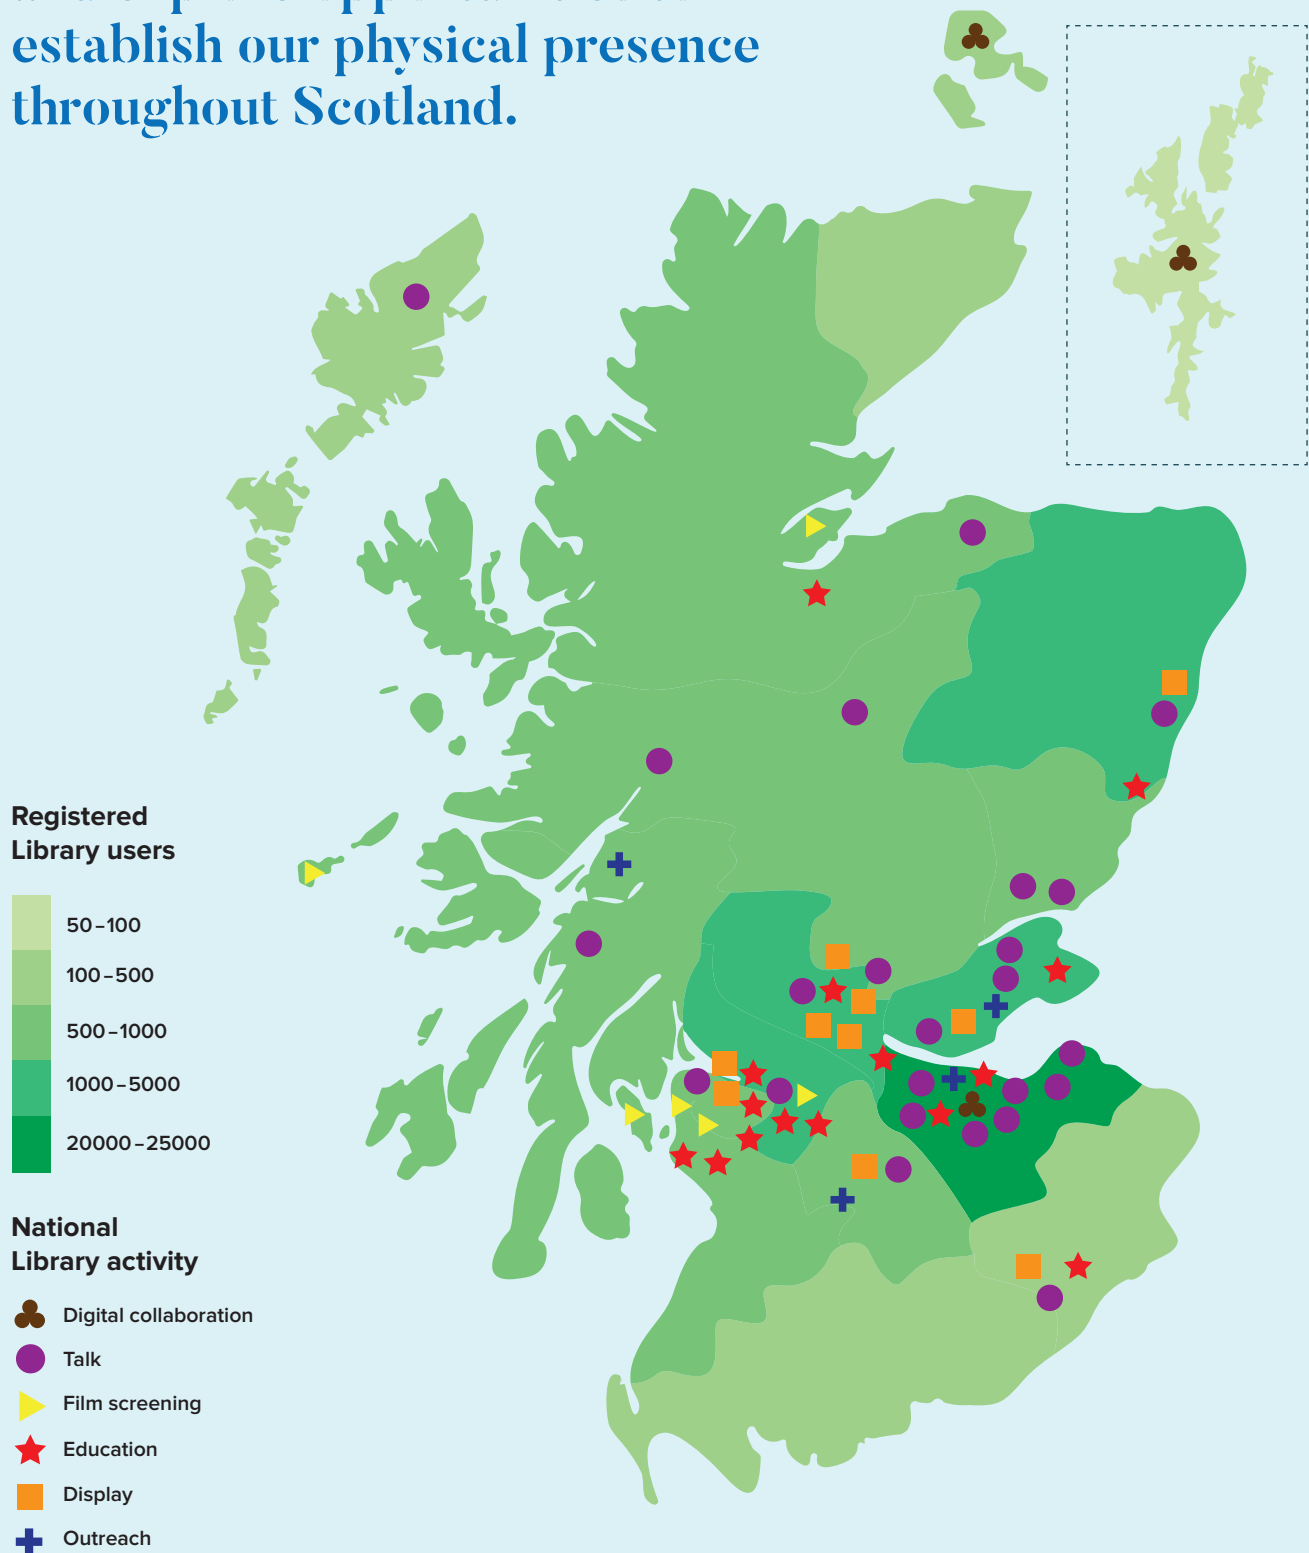 establish our physical presence
throughout Scotland.
Registered
Library users
50–100
100–500
500–1000
1000–5000
20000–25000
National
Library activity
Digital collaboration
Talk
Film screening
Education
Display
Outreach